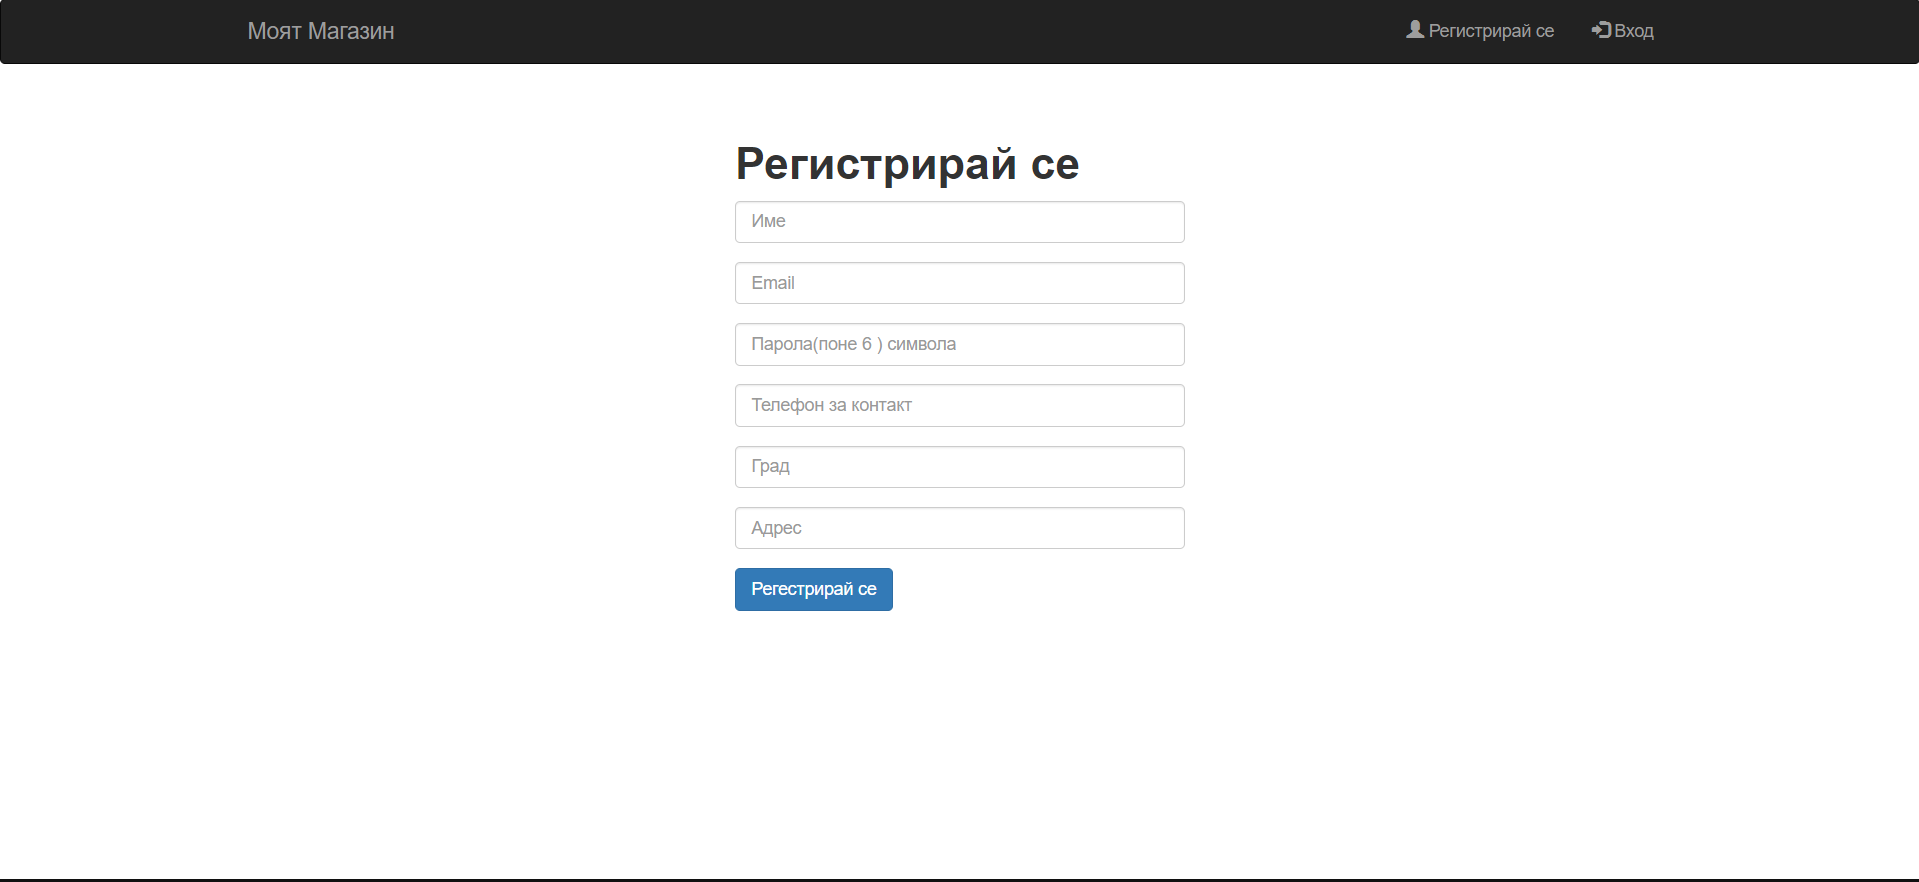 Моят Магазин
Регистрирай се
Вход
Регистрирай се
Име
Email
Парола(поне 6 ) символа
Телефон за контакт
Град
Адрес
Регестрирай се